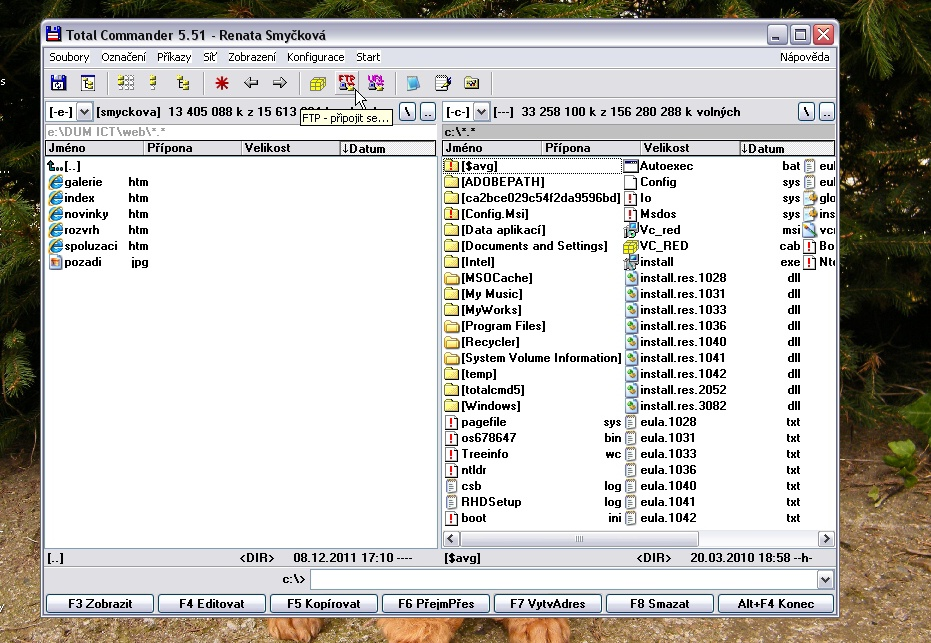 Total Commander 5.51 - Renata Smyčková
Soubory Označení Příkazy Síť Zobrazení Konfigurace Start Nápověda
FTP URL
[-e-] [smyckova] 13 405 088 k z 15 613 \ .. [-c-] [---] 33 258 100 k z 156 280 288 k volných \ ..
FTP - připojit se...
e:\DUM ICT\web\*.* c:\*.*
Jméno Přípona Velikost ↓Datum Jméno Přípona Velikost ↓Datum
[..] [$avg] Autoexec bat eul
galerie htm [ADOBEPATH] Config sys eul
index htm [ca2bce029c54f2da9596bd] Io sys glo
novinky htm [Config.Msi] Msdos sys ins
rozvrh htm [Data aplikací] Vc_red msi vcr
spoluzaci htm [Documents and Settings] VC_RED cab Bo
pozadi jpg [Intel] install exe Nte
[MSOCache] install.res.1028 dll
[My Music] install.res.1031 dll
[MyWorks] install.res.1033 dll
[Program Files] install.res.1036 dll
[Recycler] install.res.1040 dll
[System Volume Information] install.res.1041 dll
[temp] install.res.1042 dll
[totalcmd5] install.res.2052 dll
[Windows] install.res.3082 dll
pagefile sys eula.1028 txt
os678647 bin eula.1031 txt
Treeinfo wc eula.1033 txt
ntldr eula.1036 txt
csb log eula.1040 txt
RHDSetup log eula.1041 txt
boot ini eula.1042 txt
[..] <DIR> 08.12.2011 17:10 ---- [$avg] <DIR> 20.03.2010 18:58 --h-
c:\>
F3 Zobrazit F4 Editovat F5 Kopírovat F6 PřejmPřes F7 VytvAdres F8 Smazat Alt+F4 Konec